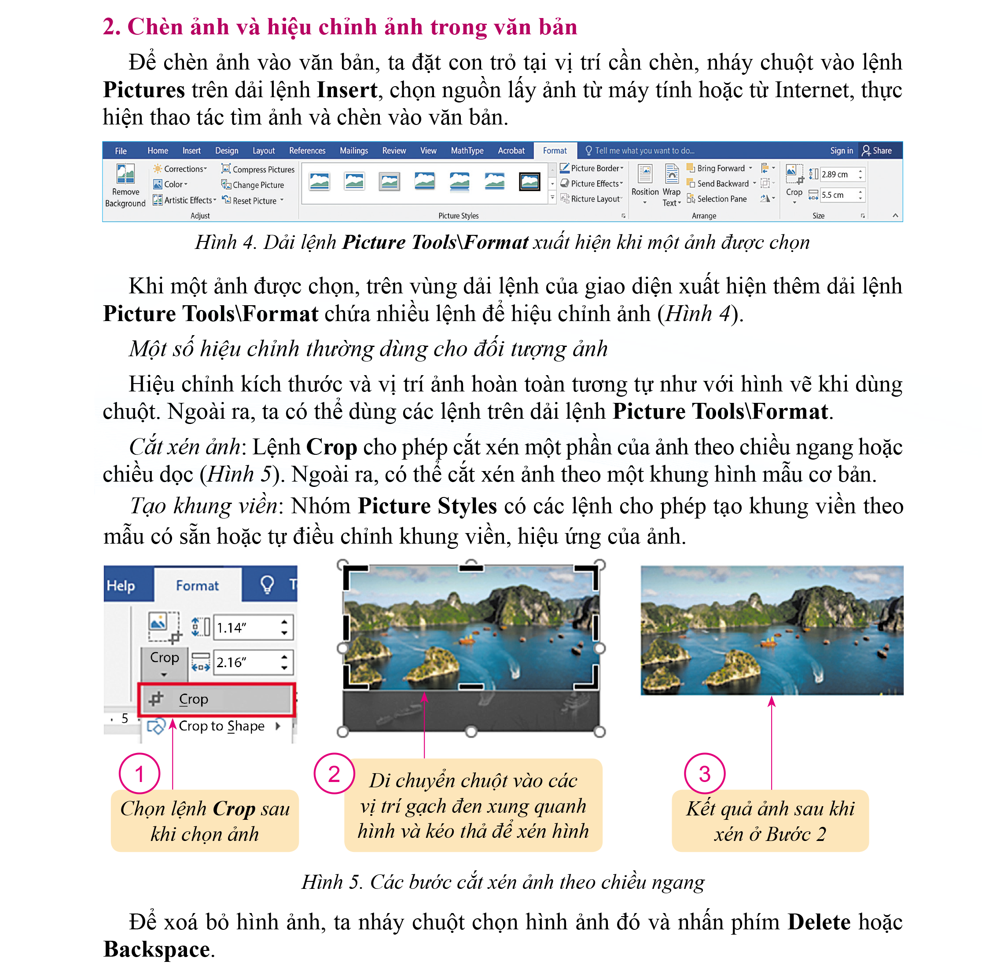 2. Chèn ảnh và hiệu chỉnh ảnh trong văn bản
Để chèn ảnh vào văn bản, ta đặt con trỏ tại vị trí cần chèn, nháy chuột vào lệnh
Pictures trên dải lệnh Insert, chọn nguồn lấy ảnh từ máy tính hoặc từ Internet, thực
hiện thao tác tìm ảnh và chèn vào văn bản.
File Home Insert Design Layout References Mailings Review View MathType Acrobat Format Tell me what you want to do... Sign in Share
Corrections Compress Pictures Picture Border Bring Forward 2.89 cm
Color Change Picture Picture Effects Send Backward
Remove Background Artistic Effects Reset Picture Ricture Layout Rosition Wrap Text Selection Pane Crop 5.5 cm
Adjust Picture Styles Arrange Size
Hình 4. Dải lệnh Picture Tools\Format xuất hiện khi một ảnh được chọn
Khi một ảnh được chọn, trên vùng dải lệnh của giao diện xuất hiện thêm dải lệnh
Picture Tools\Format chứa nhiều lệnh để hiệu chỉnh ảnh (Hình 4).
Một số hiệu chỉnh thường dùng cho đối tượng ảnh
Hiệu chỉnh kích thước và vị trí ảnh hoàn toàn tương tự như với hình vẽ khi dùng
chuột. Ngoài ra, ta có thể dùng các lệnh trên dải lệnh Picture Tools\Format.
Cắt xén ảnh: Lệnh Crop cho phép cắt xén một phần của ảnh theo chiều ngang hoặc
chiều dọc (Hình 5). Ngoài ra, có thể cắt xén ảnh theo một khung hình mẫu cơ bản.
Tạo khung viền: Nhóm Picture Styles có các lệnh cho phép tạo khung viền theo
mẫu có sẵn hoặc tự điều chỉnh khung viền, hiệu ứng của ảnh.
Help Format T
1.14”
Crop 2.16”
Crop
5 Crop to Shape
1
Chọn lệnh Crop sau
khi chọn ảnh
2
Di chuyển chuột vào các
vị trí gạch đen xung quanh
hình và kéo thả để xén hình
3
Kết quả ảnh sau khi
xén ở Bước 2
Hình 5. Các bước cắt xén ảnh theo chiều ngang
Để xoá bỏ hình ảnh, ta nháy chuột chọn hình ảnh đó và nhấn phím Delete hoặc
Backspace.